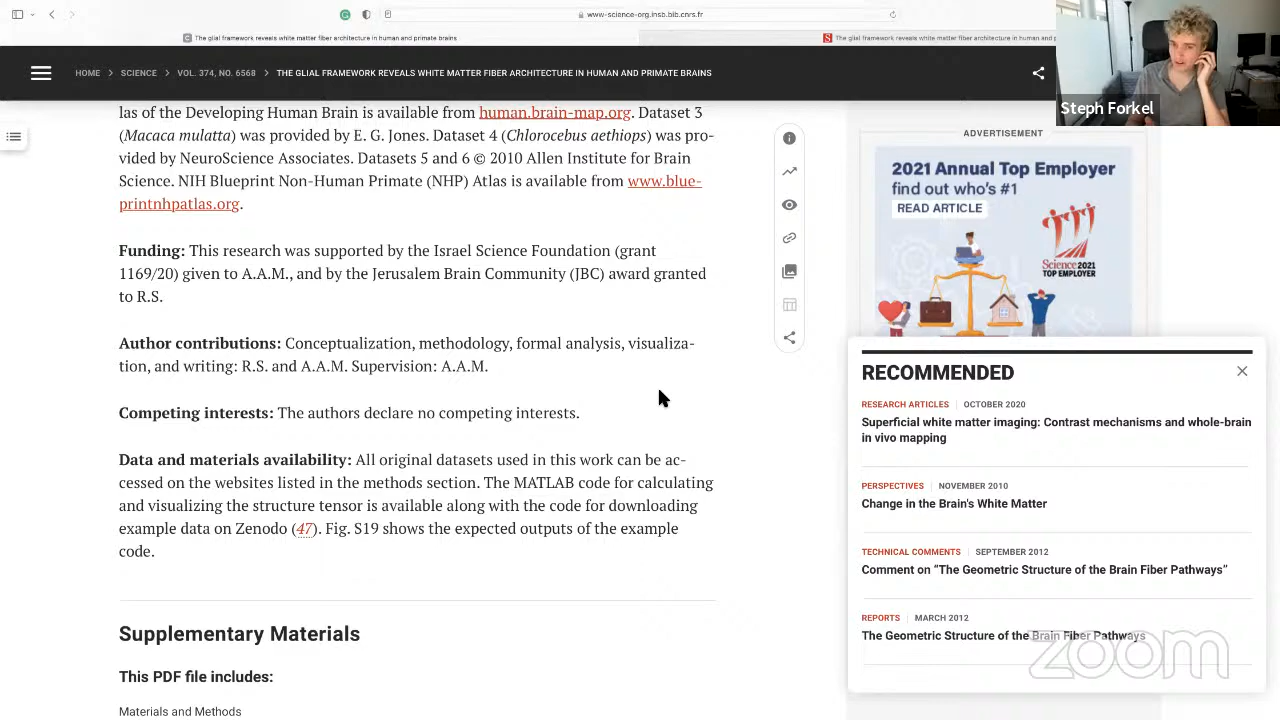 www-science-org.insb.bib.cnrs.fr
The glial framework reveals white matter fiber architecture in human and primate brains
The glial framework reveals white matter fiber architecture in human and p
HOME
SCIENCE
VOL. 374, NO. 6568
THE GLIAL FRAMEWORK REVEALS WHITE MATTER FIBER ARCHITECTURE IN HUMAN AND PRIMATE BRAINS
Steph Forkel
las of the Developing Human Brain is available from human.brain-map.org. Dataset 3
(Macaca mulatta) was provided by E. G. Jones. Dataset 4 (Chlorocebus aethiops) was pro-
vided by NeuroScience Associates. Datasets 5 and 6 © 2010 Allen Institute for Brain
Science. NIH Blueprint Non-Human Primate (NHP) Atlas is available from www.blue-
printnhpatlas.org.
Funding: This research was supported by the Israel Science Foundation (grant
1169/20) given to A.A.M., and by the Jerusalem Brain Community (JBC) award granted
to R.S.
Author contributions: Conceptualization, methodology, formal analysis, visualiza-
tion, and writing: R.S. and A.A.M. Supervision: A.A.M.
Competing interests: The authors declare no competing interests.
Data and materials availability: All original datasets used in this work can be ac-
cessed on the websites listed in the methods section. The MATLAB code for calculating
and visualizing the structure tensor is available along with the code for downloading
example data on Zenodo (47). Fig. S19 shows the expected outputs of the example
code.
Supplementary Materials
This PDF file includes:
Materials and Methods
ADVERTISEMENT
2021 Annual Top Employer
find out who's #1
READ ARTICLE
Science 2021
TOP EMPLOYER
RECOMMENDED
RESEARCH ARTICLES
OCTOBER 2020
Superficial white matter imaging: Contrast mechanisms and whole-brain
in vivo mapping
PERSPECTIVES
NOVEMBER 2010
Change in the Brain's White Matter
TECHNICAL COMMENTS
SEPTEMBER 2012
Comment on “The Geometric Structure of the Brain Fiber Pathways”
REPORTS
MARCH 2012
The Geometric Structure of the Brain Fiber Pathways
zoom